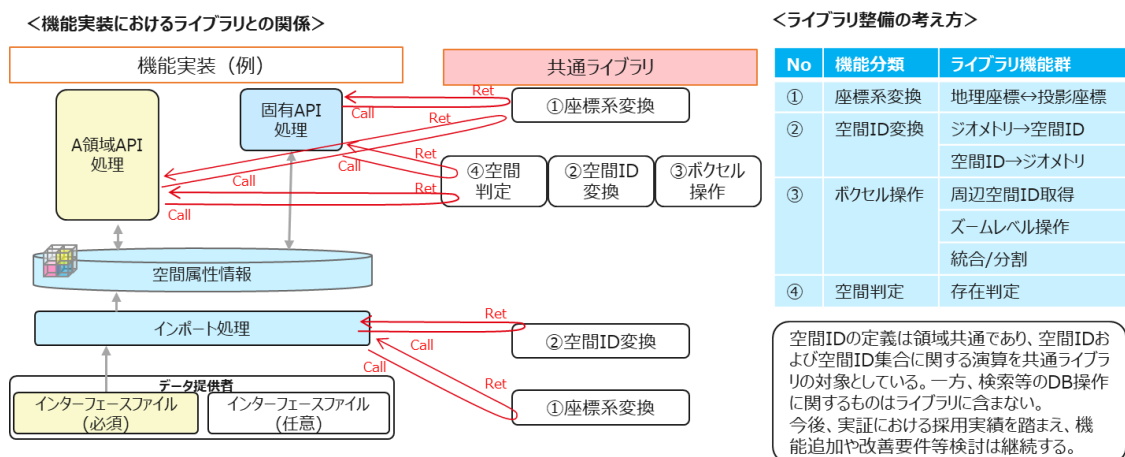 ＜機能実装におけるライブラリとの関係＞
機能実装（例）
共通ライブラリ
A領域API
処理
固有API
処理
Ret
Call
Ret
Call
Ret
Call
Ret
Call
①座標系変換
④空間
判定
②空間ID
変換
③ボクセル
操作
空間属性情報
インポート処理
Ret
Call
Ret
Call
②空間ID変換
①座標系変換
データ提供者
インターフェースファイル
(必須)
インターフェースファイル
(任意)
＜ライブラリ整備の考え方＞
No 機能分類 ライブラリ機能群
① 座標系変換 地理座標↔投影座標
② 空間ID変換 ジオメトリ→空間ID
空間ID→ジオメトリ
③ ボクセル操作 周辺空間ID取得
ズームレベル操作
統合/分割
④ 空間判定 存在判定
空間IDの定義は領域共通であり、空間IDお
よび空間ID集合に関する演算を共通ライブラ
リの対象としている。一方、検索等のDB操作
に関するものはライブラリに含まない。
今後、実証における採用実績を踏まえ、機
能追加や改善要件等検討は継続する。